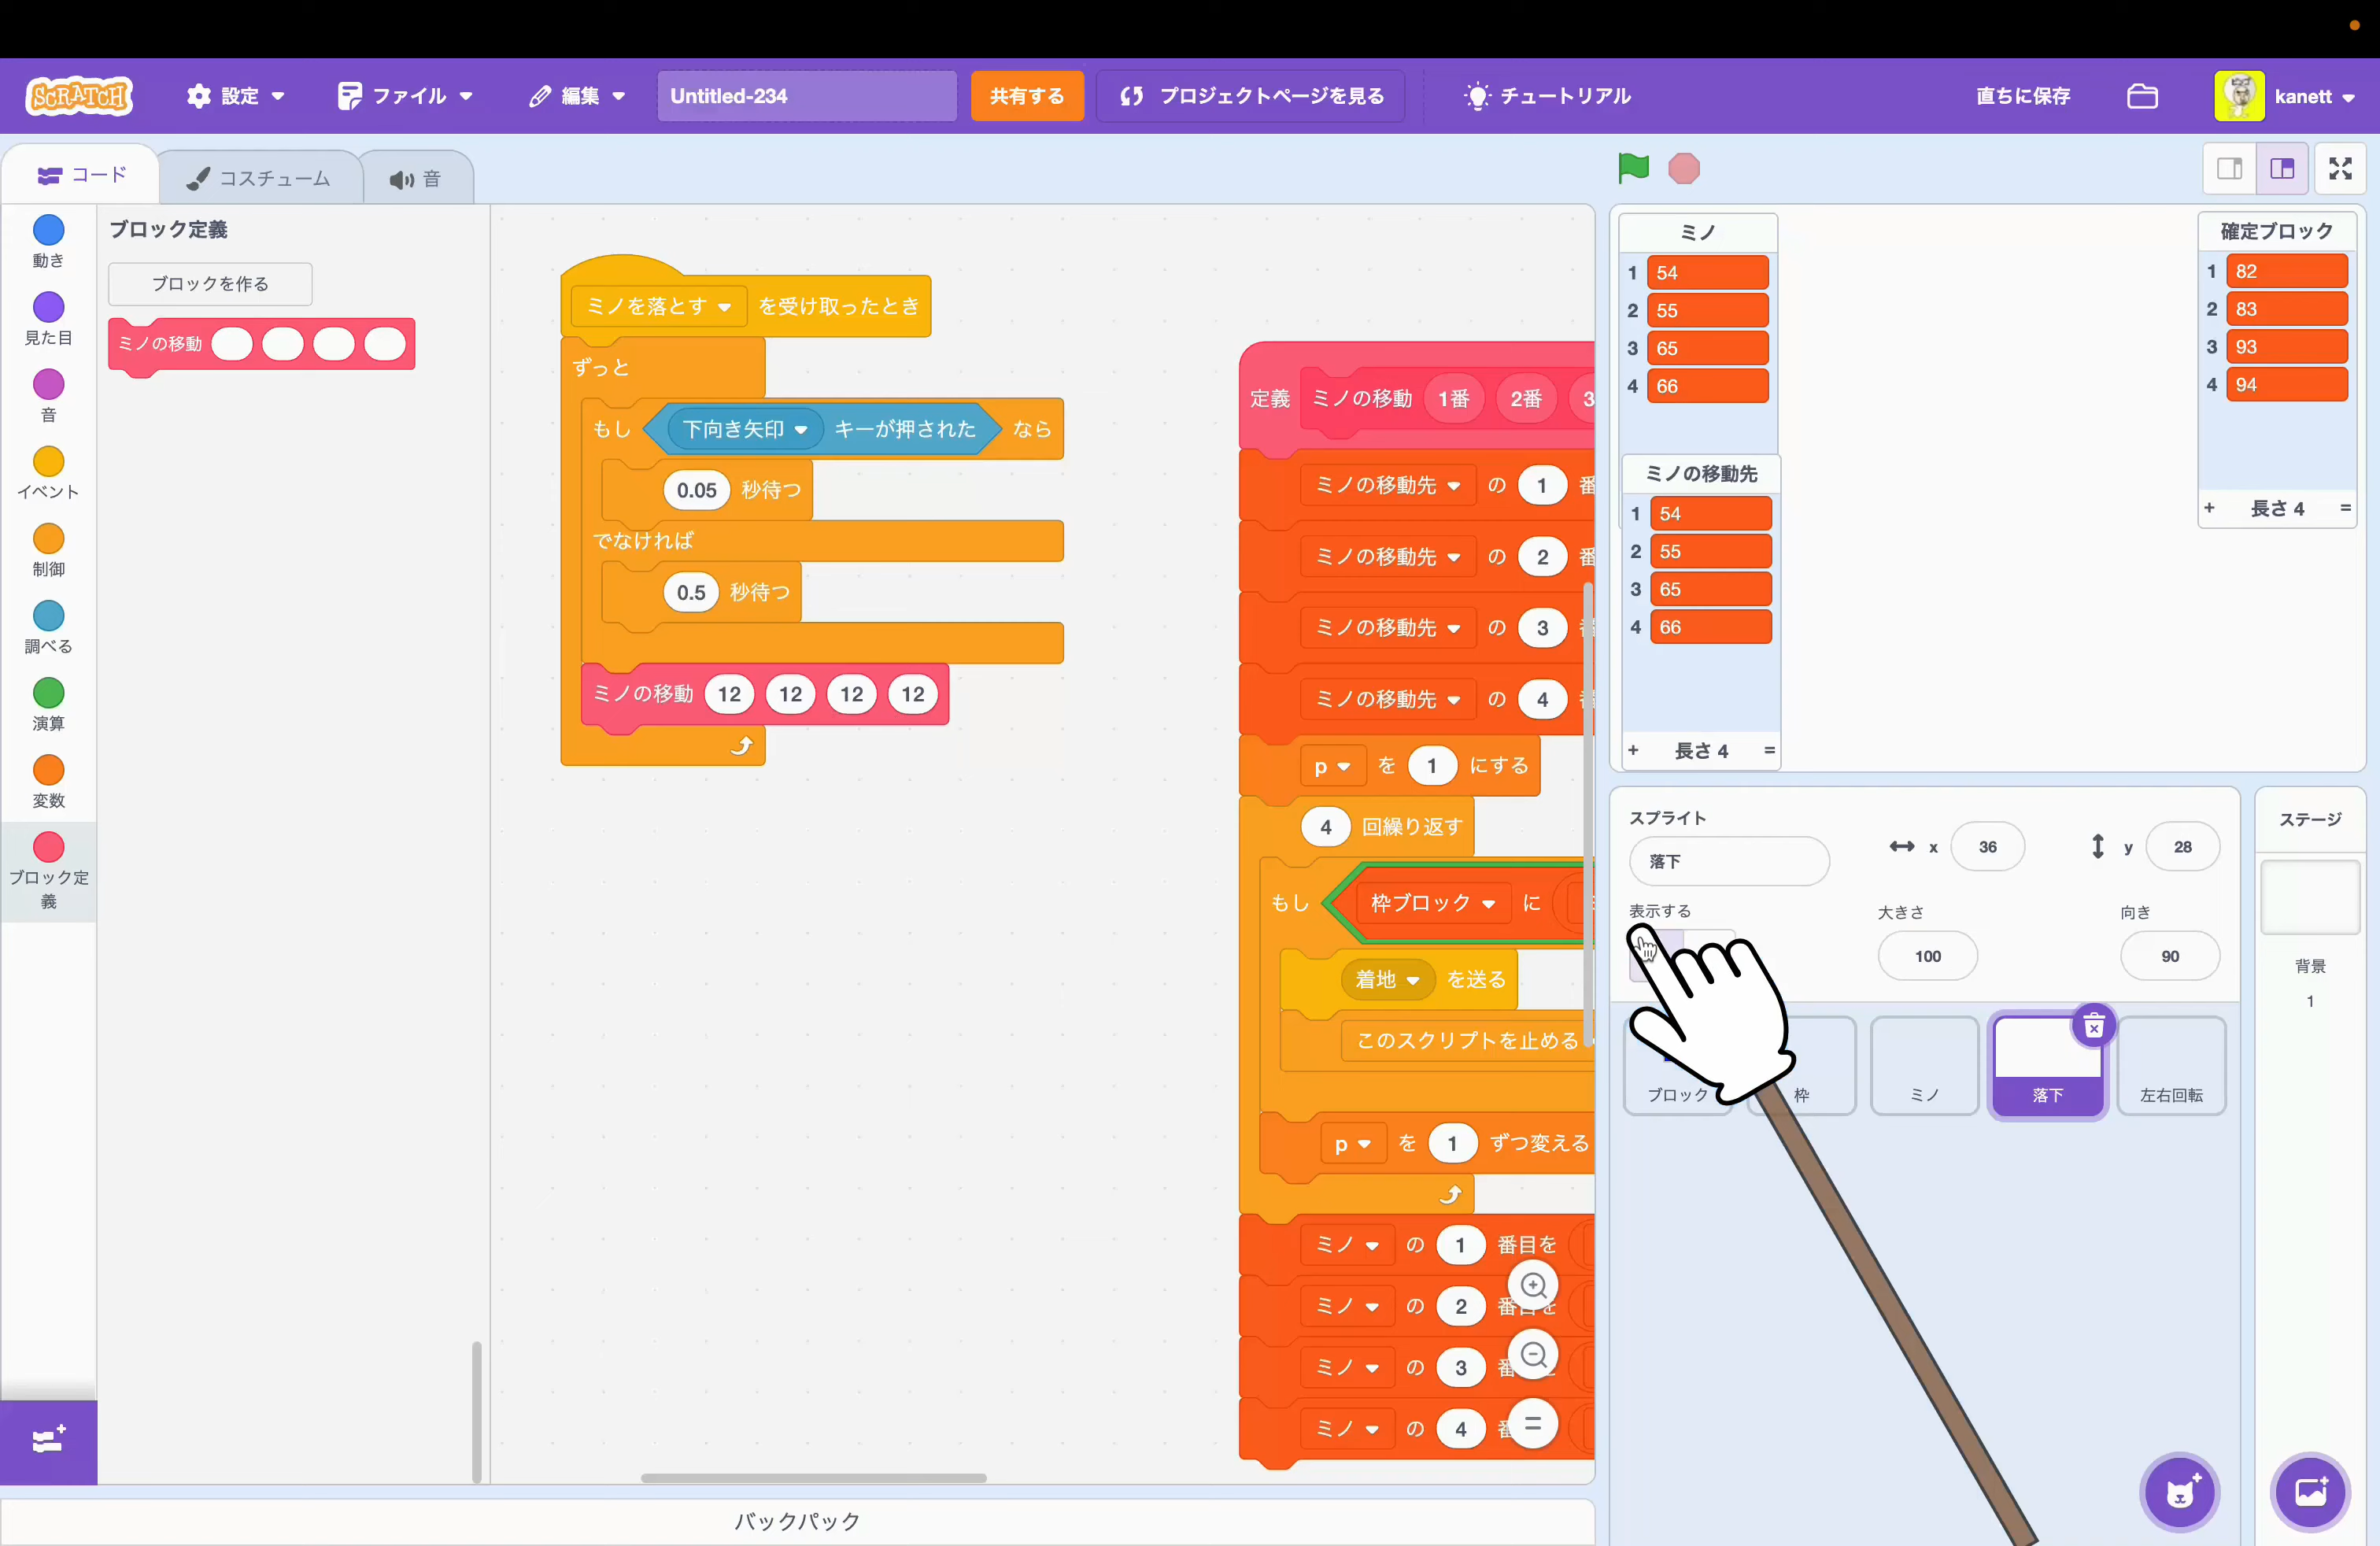 SCRATCH
設定
ファイル
編集
Untitled-234
共有する
プロジェクトページを見る
チュートリアル
直ちに保存
kanett
コード
コスチューム
音
動き
見た目
音
イベント
制御
調べる
演算
変数
ブロック定
義
ブロック定義
ブロックを作る
ミノの移動
ミノを落とす を受け取ったとき
ずっと
もし 下向き矢印 キーが押された なら
0.05 秒待つ
でなければ
0.5 秒待つ
ミノの移動 12 12 12 12
定義 ミノの移動 1番 2番 3
ミノの移動先 の 1 番
ミノの移動先 の 2 番
ミノの移動先 の 3
ミノの移動先 の 4
p を 1 にする
4 回繰り返す
もし 枠ブロック に
着地 を送る
このスクリプトを止める
p を 1 ずつ変える
ミノ の 1 番目を
ミノ の 2 番目を
ミノ の 3 番
ミノ の 4 番
バックパック
ミノ
1 54
2 55
3 65
4 66
ミノの移動先
1 54
2 55
3 65
4 66
+ 長さ 4 =
確定ブロック
1 82
2 83
3 93
4 94
+ 長さ 4 =
スプライト
落下
x 36
y 28
表示する
大きさ
100
向き
90
ブロック
枠
ミノ
落下
左右回転
ステージ
背景
1